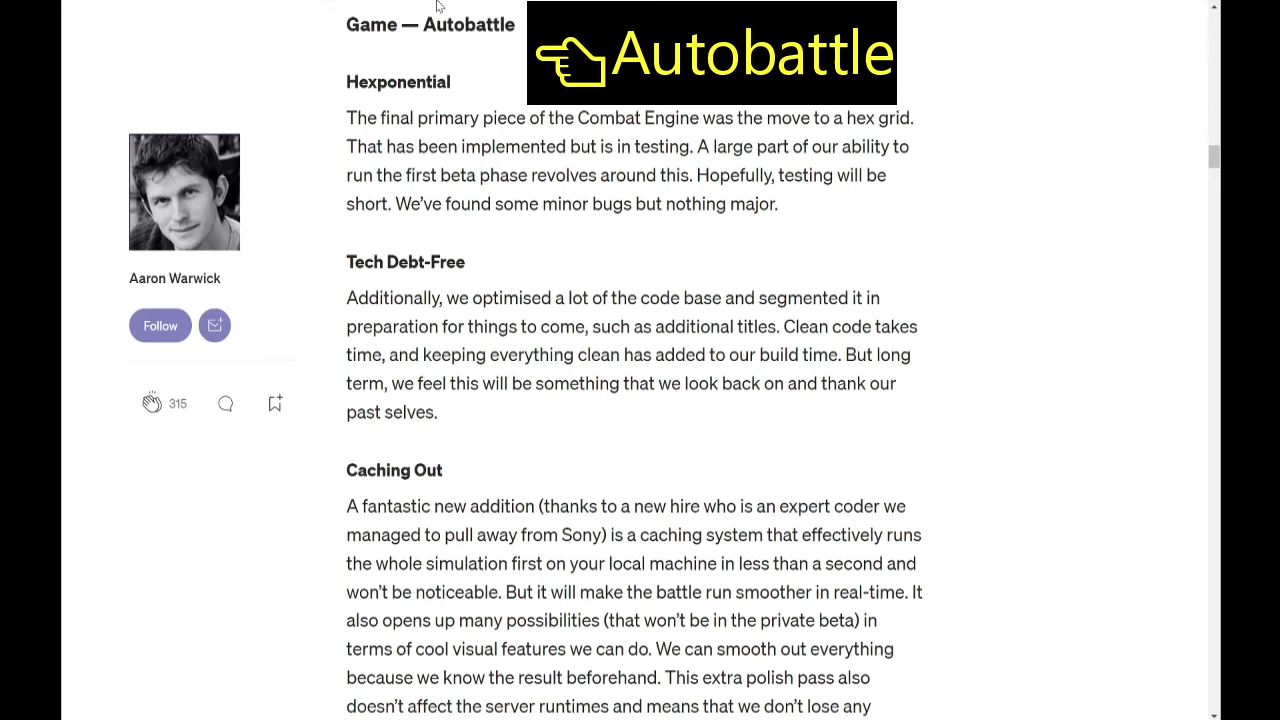 Game — Autobattle
Autobattle
Hexponential
The final primary piece of the Combat Engine was the move to a hex grid.
That has been implemented but is in testing. A large part of our ability to
run the first beta phase revolves around this. Hopefully, testing will be
short. We’ve found some minor bugs but nothing major.
Aaron Warwick
Follow
315
Tech Debt-Free
Additionally, we optimised a lot of the code base and segmented it in
preparation for things to come, such as additional titles. Clean code takes
time, and keeping everything clean has added to our build time. But long
term, we feel this will be something that we look back on and thank our
past selves.
Caching Out
A fantastic new addition (thanks to a new hire who is an expert coder we
managed to pull away from Sony) is a caching system that effectively runs
the whole simulation first on your local machine in less than a second and
won’t be noticeable. But it will make the battle run smoother in real-time. It
also opens up many possibilities (that won’t be in the private beta) in
terms of cool visual features we can do. We can smooth out everything
because we know the result beforehand. This extra polish pass also
doesn’t affect the server runtimes and means that we don’t lose any